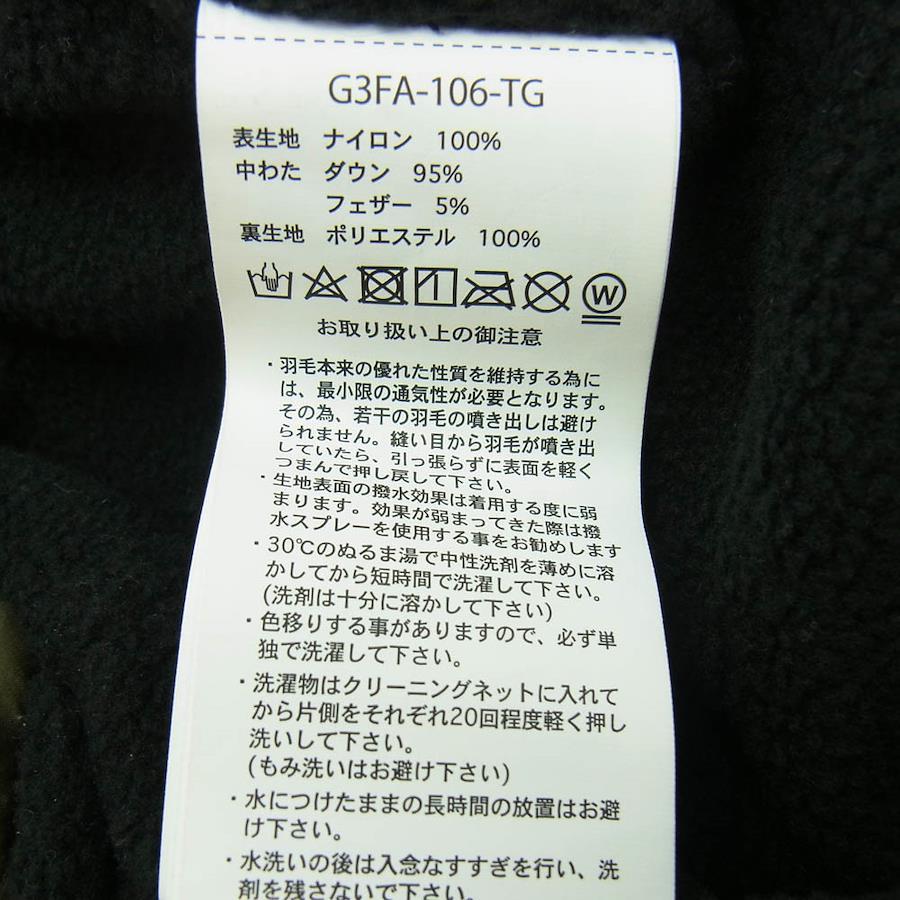 G3FA-106-TG
表生地 ナイロン 100%
中わた ダウン 95%
フェザー 5%
裏生地 ポリエステル 100%
W
お取り扱い上の御注意
・羽毛本来の優れた性質を維持する為に
は、最小限の通気性が必要となります。
その為、若干の羽毛の噴き出しは避け
られません。縫い目から羽毛が噴き出
していたら、引っ張らずに表面を軽く
つまんで押し戻して下さい。
・生地表面の撥水効果は着用する度に弱
まります。効果が弱まってきた際は撥
水スプレーを使用する事をお勧めします
・30℃のぬるま湯で中性洗剤を薄めに溶
かしてから短時間で洗濯して下さい。
(洗剤は十分に溶かして下さい)
・色移りする事がありますので、必ず単
独で洗濯して下さい。
・洗濯物はクリーニングネットに入れて
から片側をそれぞれ20回程度軽く押し
洗いして下さい。
(もみ洗いはお避け下さい)
・水につけたままの長時間の放置はお避
け下さい。
・水洗いの後は入念なすすぎを行い、洗
剤を残さないで下さい。